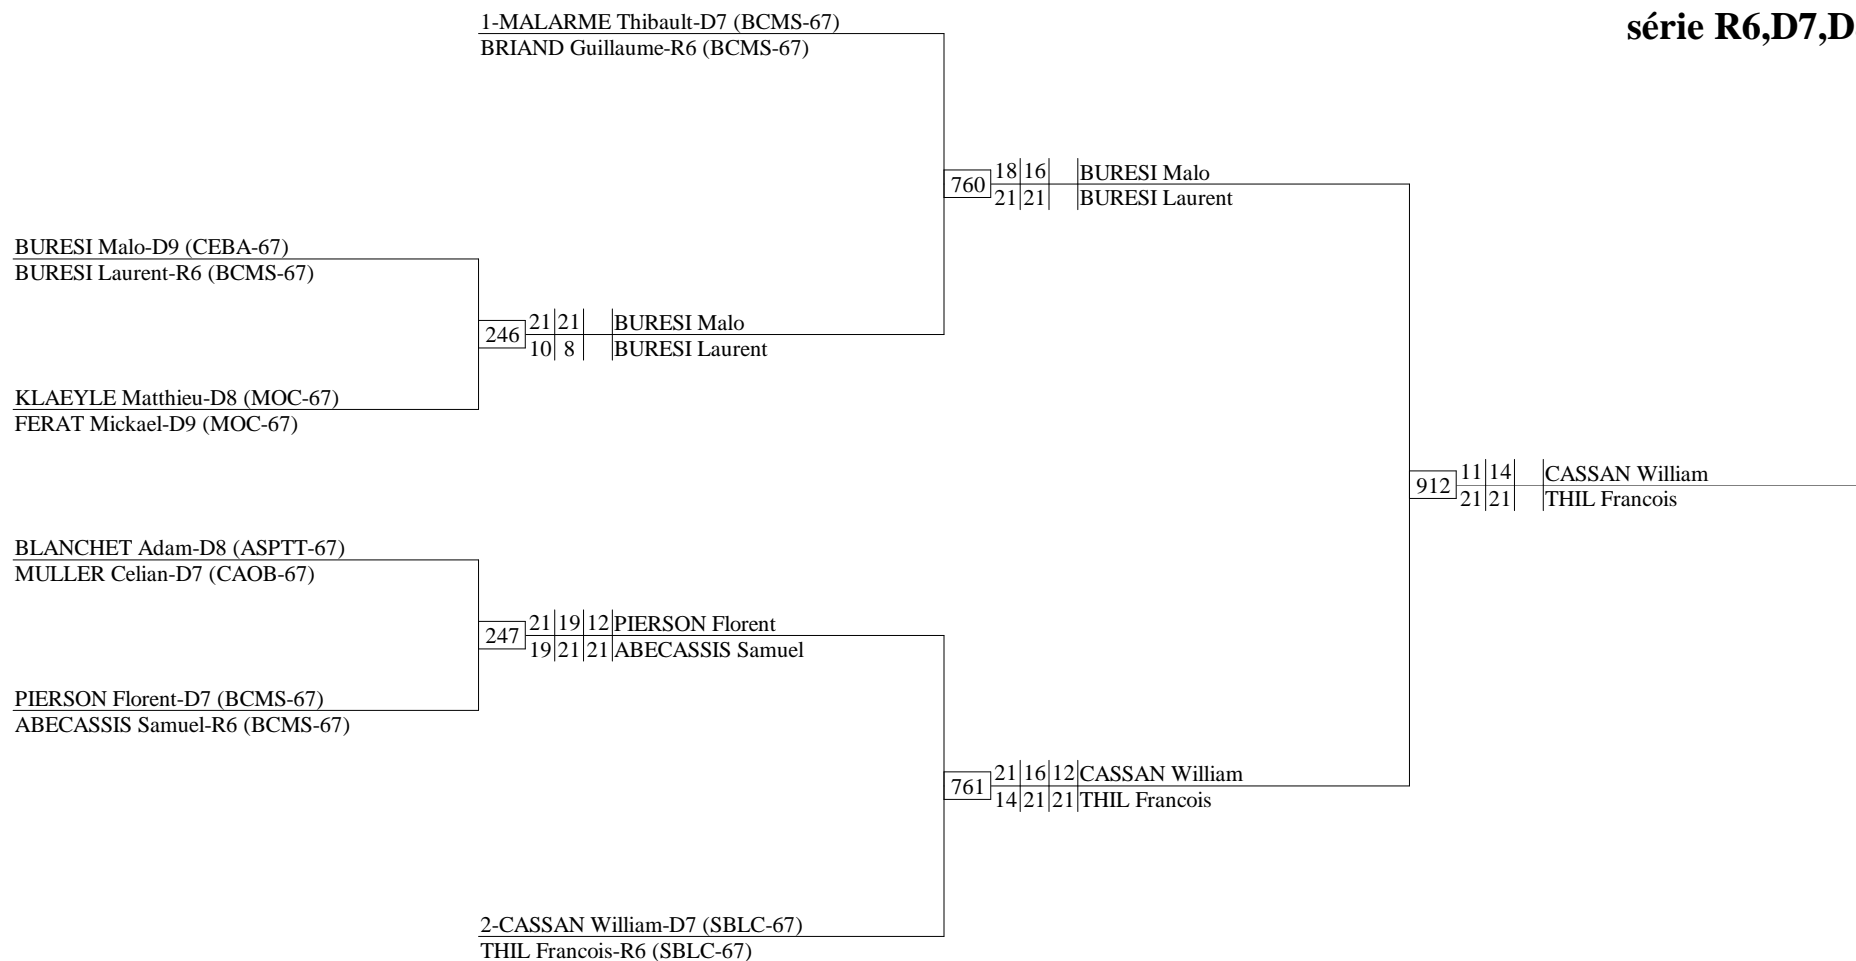 série R6,D7,D
1-MALARME Thibault-D7 (BCMS-67)
BRIAND Guillaume-R6 (BCMS-67)
760
18 16
21 21
BURESI Malo
BURESI Laurent
BURESI Malo-D9 (CEBA-67)
BURESI Laurent-R6 (BCMS-67)
246
21 21
10 8
BURESI Malo
BURESI Laurent
KLAEYLE Matthieu-D8 (MOC-67)
FERAT Mickael-D9 (MOC-67)
912
11 14
21 21
CASSAN William
THIL Francois
BLANCHET Adam-D8 (ASPTT-67)
MULLER Celian-D7 (CAOB-67)
247
21 19 12
19 21 21
PIERSON Florent
ABECASSIS Samuel
PIERSON Florent-D7 (BCMS-67)
ABECASSIS Samuel-R6 (BCMS-67)
761
21 16 12
14 21 21
CASSAN William
THIL Francois
2-CASSAN William-D7 (SBLC-67)
THIL Francois-R6 (SBLC-67)